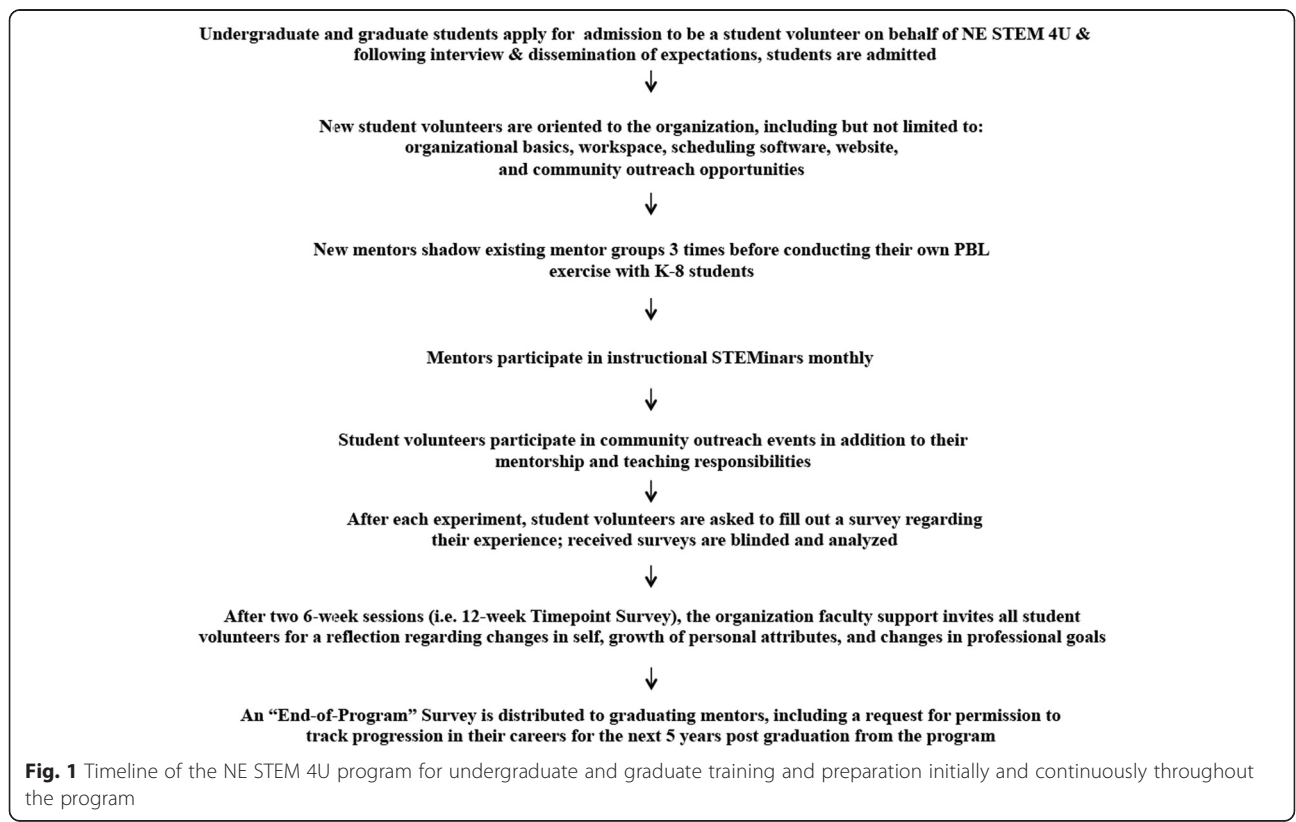 Undergraduate and graduate students apply for admission to be a student volunteer on behalf of NE STEM 4U &
following interview & dissemination of expectations, students are admitted
New student volunteers are oriented to the organization, including but not limited to:
organizational basics, workspace, scheduling software, website,
and community outreach opportunities
New mentors shadow existing mentor groups 3 times before conducting their own PBL
exercise with K-8 students
Mentors participate in instructional STEMinars monthly
Student volunteers participate in community outreach events in addition to their
mentorship and teaching responsibilities
After each experiment, student volunteers are asked to fill out a survey regarding
their experience; received surveys are blinded and analyzed
After two 6-week sessions (i.e. 12-week Timepoint Survey), the organization faculty support invites all student
volunteers for a reflection regarding changes in self, growth of personal attributes, and changes in professional goals
An “End-of-Program” Survey is distributed to graduating mentors, including a request for permission to
track progression in their careers for the next 5 years post graduation from the program
Fig. 1 Timeline of the NE STEM 4U program for undergraduate and graduate training and preparation initially and continuously throughout
the program